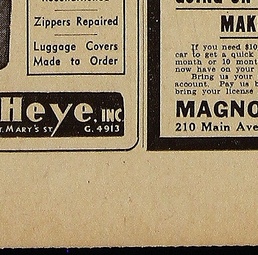 Zippers Repaired
Luggage Covers
Made to Order
Heye, INC
T. MARY'S ST G. 4913
MAK
If you need $10
car to get a quick
month or 10 mont
now have on your
Bring us your
account. Pay us b
bring your license
MAGNO
210 Main Ave